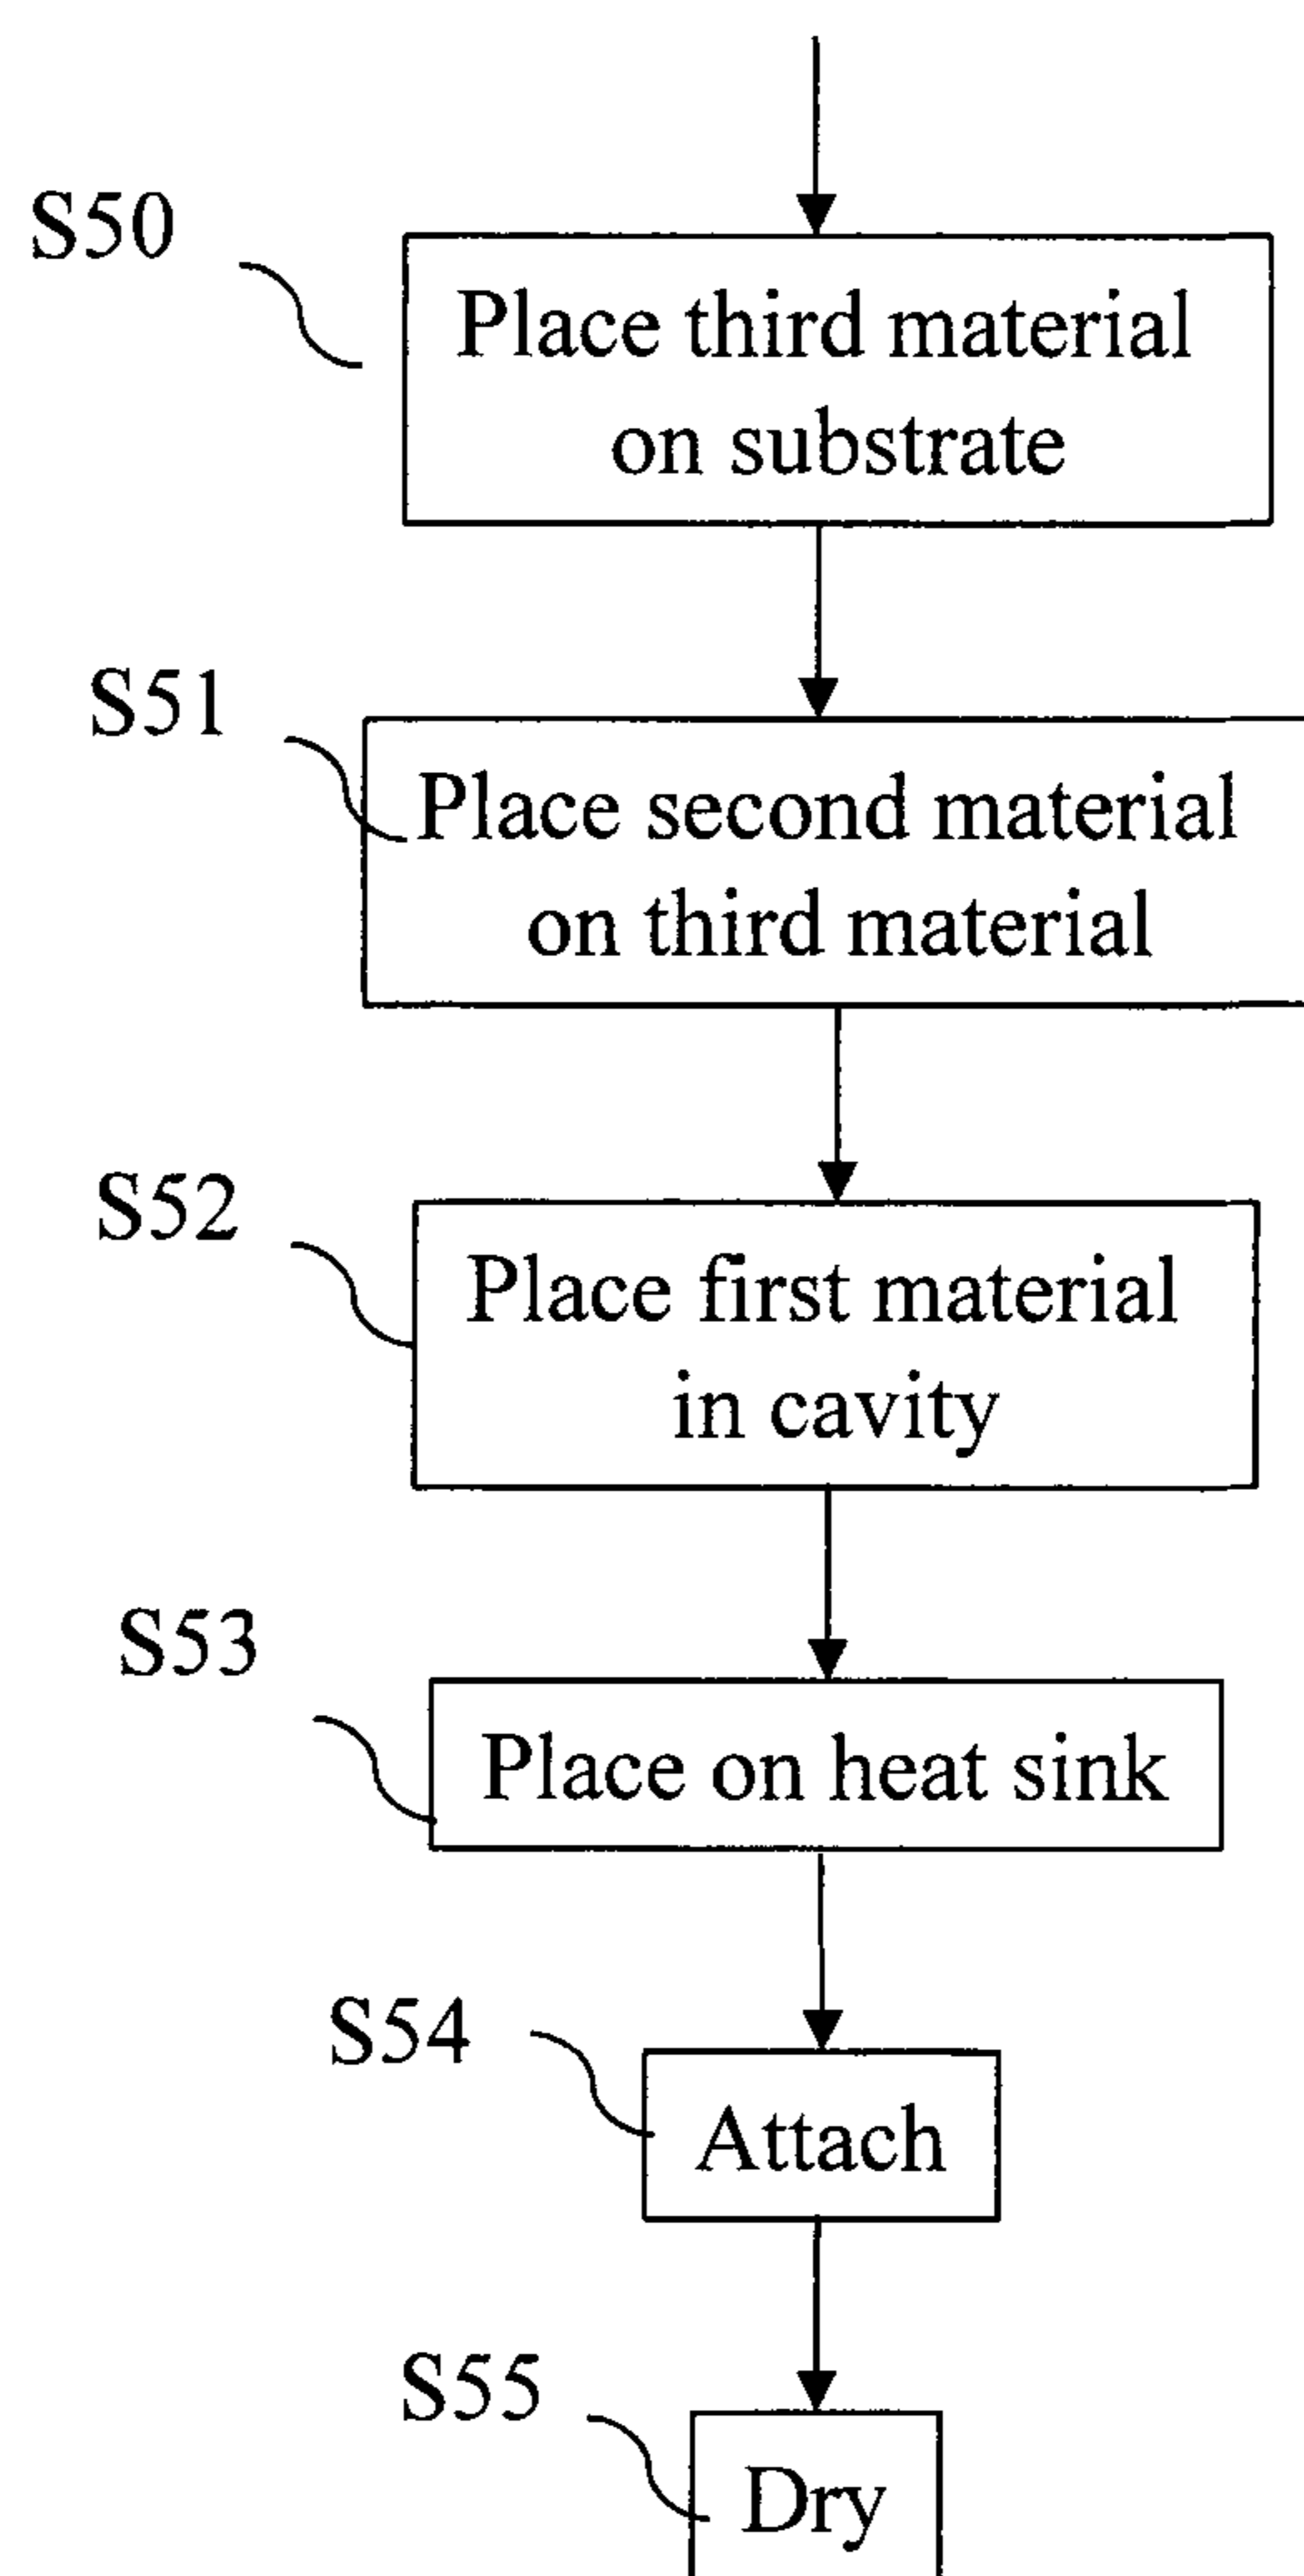 S50
Place third material
on substrate
S51
Place second material
on third material
S52
Place first material
in cavity
S53
Place on heat sink
S54
Attach
S55
Dry